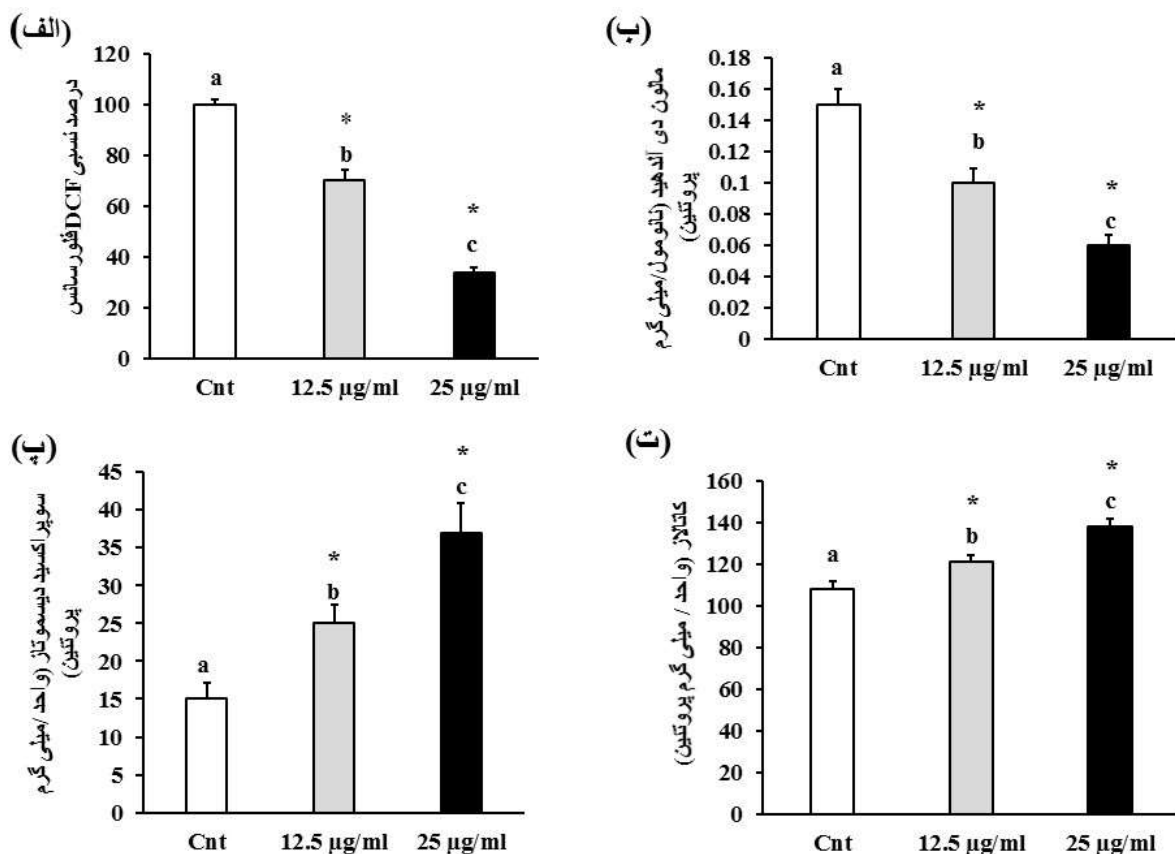 (الف)
درصد نسبی DCFفلورسانس
120
100
80
60
40
20
0
a
*
b
*
c
Cnt
12.5 µg/ml
25 µg/ml
(ب)
مالون دی آلدهید (نانومول/میلی گرم
پروتئین)
0.18
0.16
0.14
0.12
0.1
0.08
0.06
0.04
0.02
0
a
*
b
*
c
Cnt
12.5 µg/ml
25 µg/ml
(پ
سوپراکسید دیسموتاز (واحد /میلی گرم
پروتئین)
45
40
35
30
25
20
15
10
5
0
a
*
b
*
c
Cnt
12.5 µg/ml
25 µg/ml
(ت)
کاتالاز (واحد / میلی گرم پروتئین)
160
140
120
100
80
60
40
20
0
a
*
b
*
c
Cnt
12.5 µg/ml
25 µg/ml